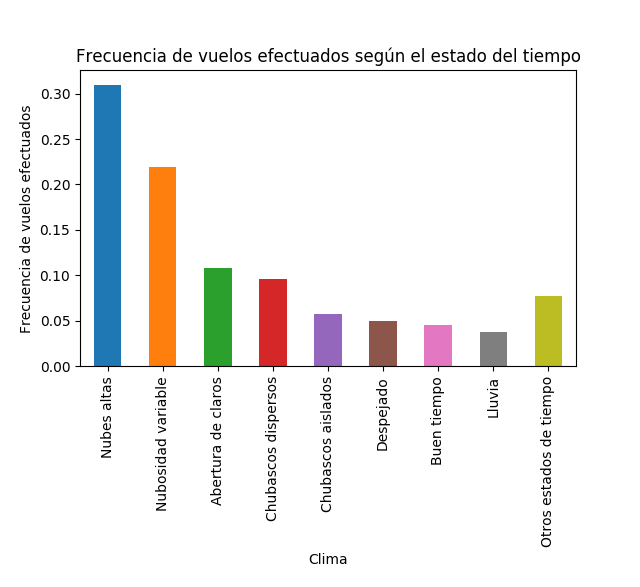 Frecuencia de vuelos efectuados según el estado del tiempo
Frecuencia de vuelos efectuados
0.30
0.25
0.20
0.15
0.10
0.05
0.00
Nubes altas
Nubosidad variable
Abertura de claros
Chubascos dispersos
Chubascos aislados
Despejado
Buen tiempo
Lluvia
Otros estados de tiempo
Clima